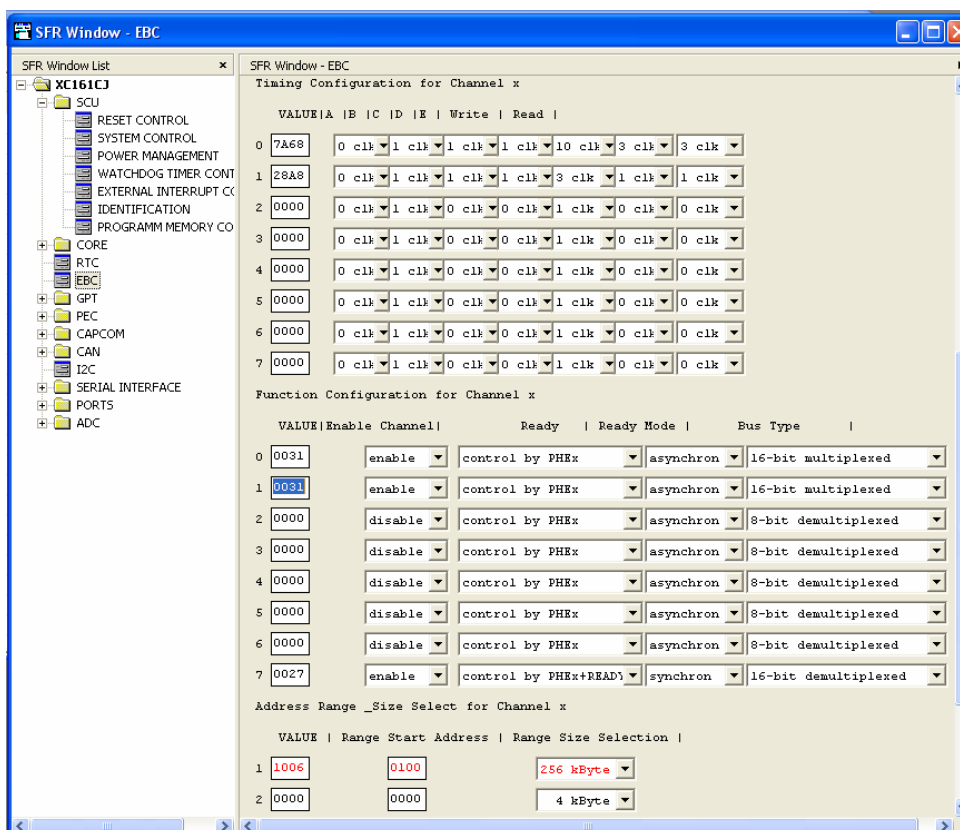 SFR Window - EBC
SFR Window List
XC161CJ
SCU
RESET CONTROL
SYSTEM CONTROL
POWER MANAGEMENT
WATCHDOG TIMER CONT
EXTERNAL INTERRUPT CO
IDENTIFICATION
PROGRAMM MEMORY CO
CORE
RTC
EBC
GPT
PEC
CAPCOM
CAN
I2C
SERIAL INTERFACE
PORTS
ADC
SFR Window - EBC
Timing Configuration for Channel x
VALUE|A |B |C |D |E | Write | Read |
0 7A68 0 clk 1 clk 1 clk 1 clk 10 clk 3 clk 3 clk
1 28A8 0 clk 1 clk 1 clk 1 clk 3 clk 1 clk 1 clk
2 0000 0 clk 1 clk 0 clk 0 clk 1 clk 0 clk 0 clk
3 0000 0 clk 1 clk 0 clk 0 clk 1 clk 0 clk 0 clk
4 0000 0 clk 1 clk 0 clk 0 clk 1 clk 0 clk 0 clk
5 0000 0 clk 1 clk 0 clk 0 clk 1 clk 0 clk 0 clk
6 0000 0 clk 1 clk 0 clk 0 clk 1 clk 0 clk 0 clk
7 0000 0 clk 1 clk 0 clk 0 clk 1 clk 0 clk 0 clk
Function Configuration for Channel x
VALUE|Enable Channel| Ready | Ready Mode | Bus Type |
0 0031 enable control by PHEx asynchron 16-bit multiplexed
1 0031 enable control by PHEx asynchron 16-bit multiplexed
2 0000 disable control by PHEx asynchron 8-bit demultiplexed
3 0000 disable control by PHEx asynchron 8-bit demultiplexed
4 0000 disable control by PHEx asynchron 8-bit demultiplexed
5 0000 disable control by PHEx asynchron 8-bit demultiplexed
6 0000 disable control by PHEx asynchron 8-bit demultiplexed
7 0027 enable control by PHEx+READY synchron 16-bit demultiplexed
Address Range _Size Select for Channel x
VALUE | Range Start Address | Range Size Selection |
1 1006 0100 256 kByte
2 0000 0000 4 kByte